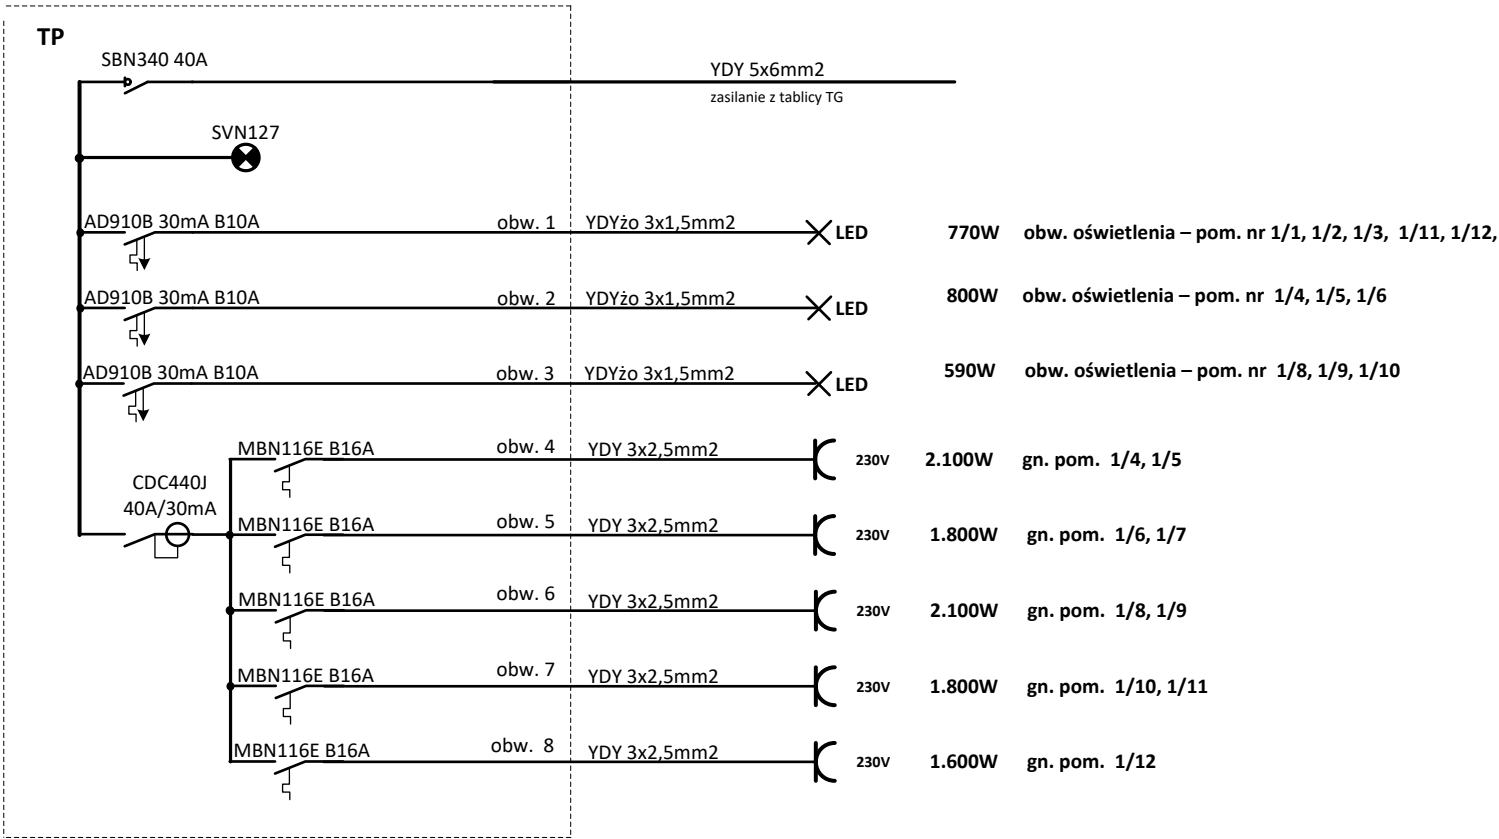 TP
SBN340 40A
YDY 5x6mm2
zasilanie z tablicy TG
SVN127
AD910B 30mA B10A obw. 1 YDYżo 3x1,5mm2 LED 770W obw. oświetlenia – pom. nr 1/1, 1/2, 1/3, 1/11, 1/12,
AD910B 30mA B10A obw. 2 YDYżo 3x1,5mm2 LED 800W obw. oświetlenia – pom. nr 1/4, 1/5, 1/6
AD910B 30mA B10A obw. 3 YDYżo 3x1,5mm2 LED 590W obw. oświetlenia – pom. nr 1/8, 1/9, 1/10
MBN116E B16A obw. 4 YDY 3x2,5mm2 230V 2.100W gn. pom. 1/4, 1/5
CDC440J
40A/30mA
MBN116E B16A obw. 5 YDY 3x2,5mm2 230V 1.800W gn. pom. 1/6, 1/7
MBN116E B16A obw. 6 YDY 3x2,5mm2 230V 2.100W gn. pom. 1/8, 1/9
MBN116E B16A obw. 7 YDY 3x2,5mm2 230V 1.800W gn. pom. 1/10, 1/11
MBN116E B16A obw. 8 YDY 3x2,5mm2 230V 1.600W gn. pom. 1/12